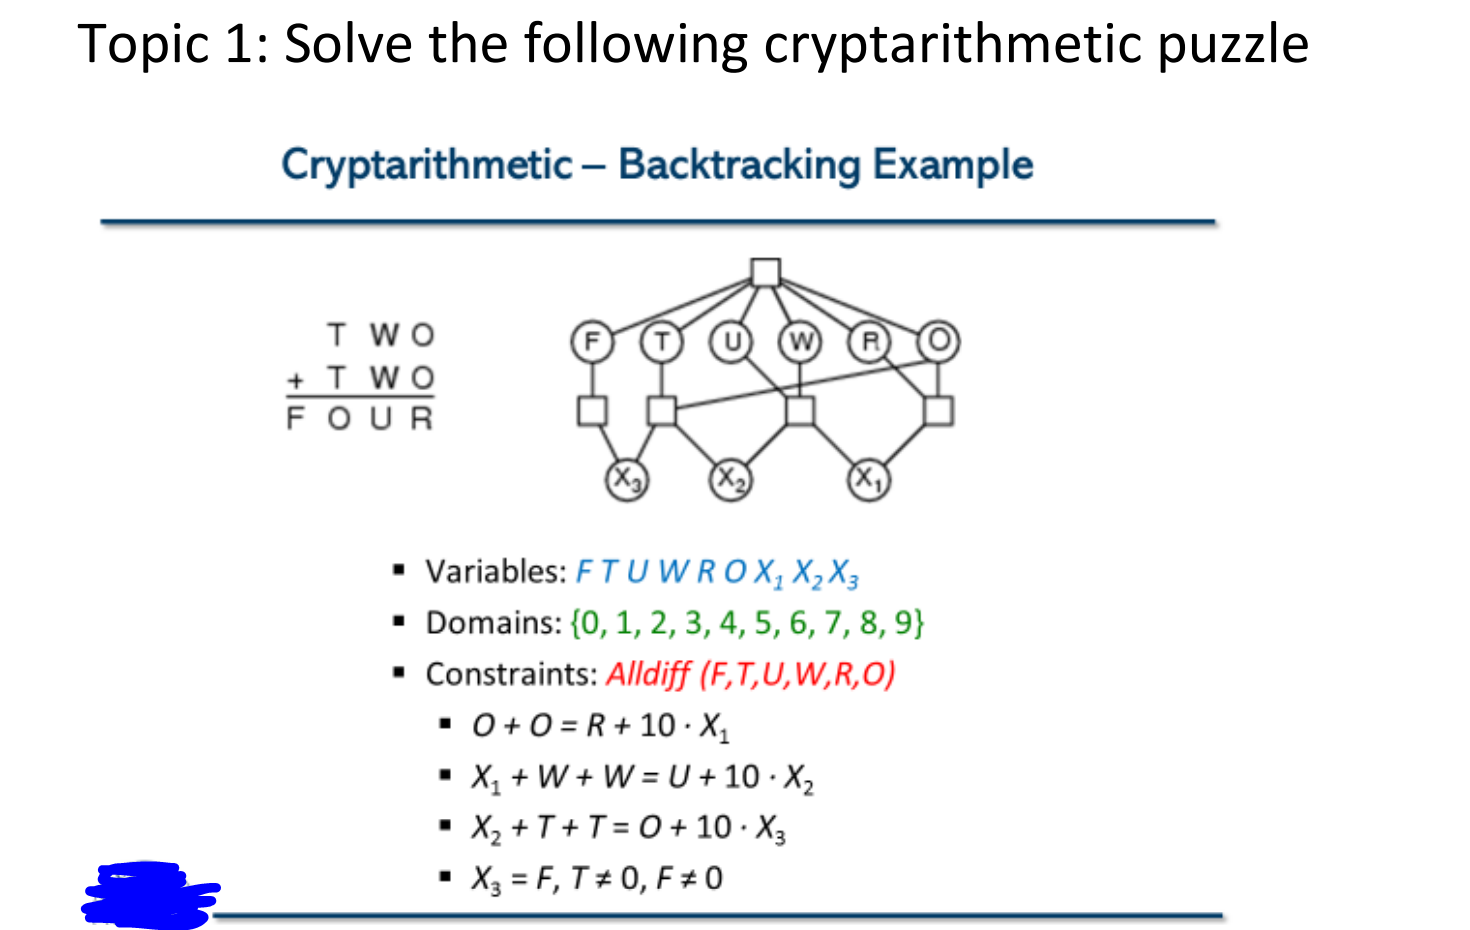 Topic 1: Solve the following cryptarithmetic puzzle
Cryptarithmetic – Backtracking Example
T W O
+ T W O
F O U R
F T U W R O
X₃ X₂ X₁
▪ Variables: F T U W R O X₁ X₂ X₃
▪ Domains: {0, 1, 2, 3, 4, 5, 6, 7, 8, 9}
▪ Constraints: Alldiff (F,T,U,W,R,O)
▪ O + O = R + 10 · X₁
▪ X₁ + W + W = U + 10 · X₂
▪ X₂ + T + T = O + 10 · X₃
▪ X₃ = F, T ≠ 0, F ≠ 0